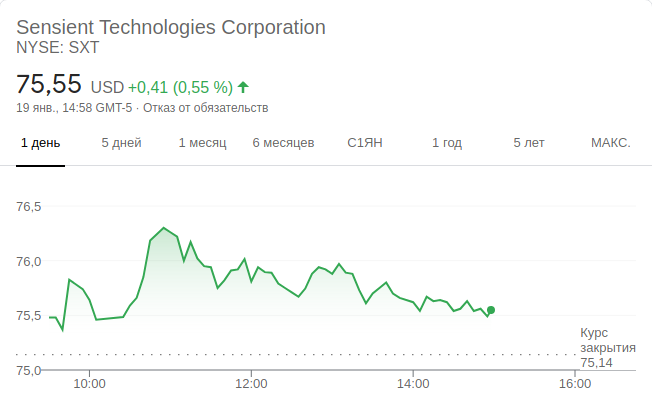 Sensient Technologies Corporation
NYSE: SXT
75,55 USD +0,41 (0,55 %)
19 янв., 14:58 GMT-5 · Отказ от обязательств
1 день 5 дней 1 месяц 6 месяцев С1ЯН 1 год 5 лет МАКС.
76,5
76,0
75,5
Курс
закрытия
75,14
75,0
10:00 12:00 14:00 16:00